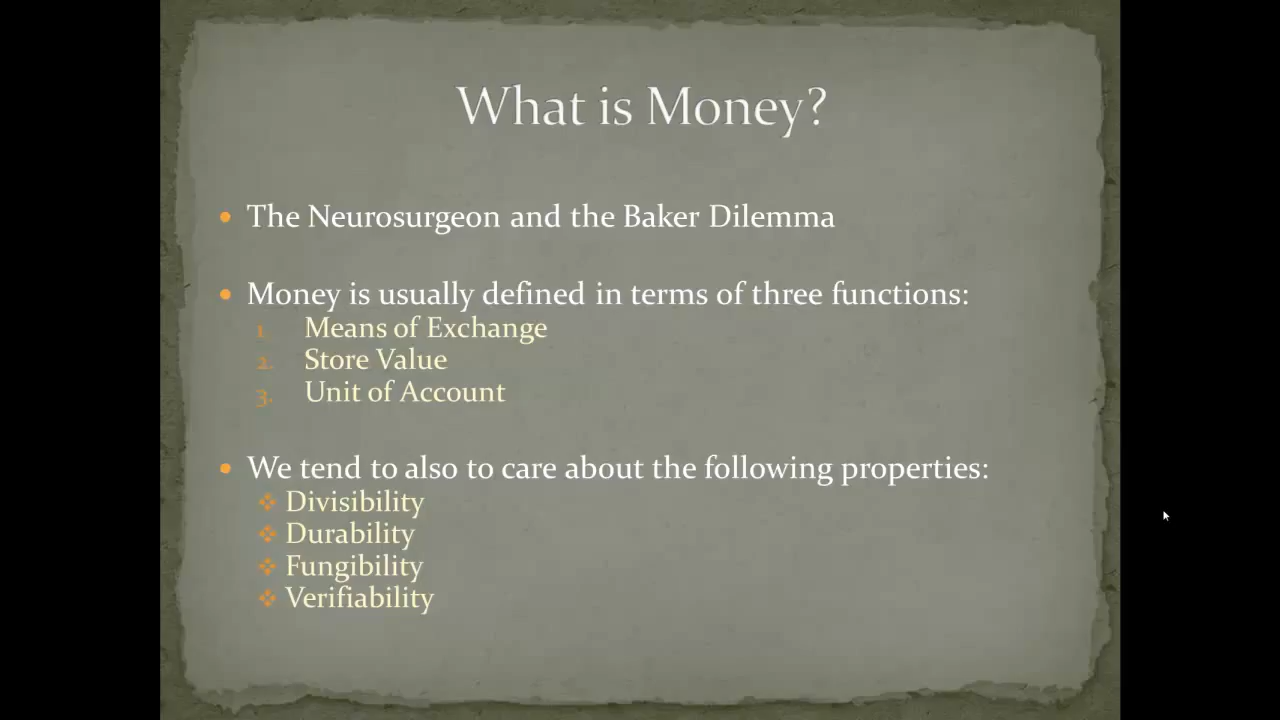 What is Money?
• The Neurosurgeon and the Baker Dilemma
• Money is usually defined in terms of three functions:
1. Means of Exchange
2. Store Value
3. Unit of Account
• We tend to also to care about the following properties:
❖ Divisibility
❖ Durability
❖ Fungibility
❖ Verifiability